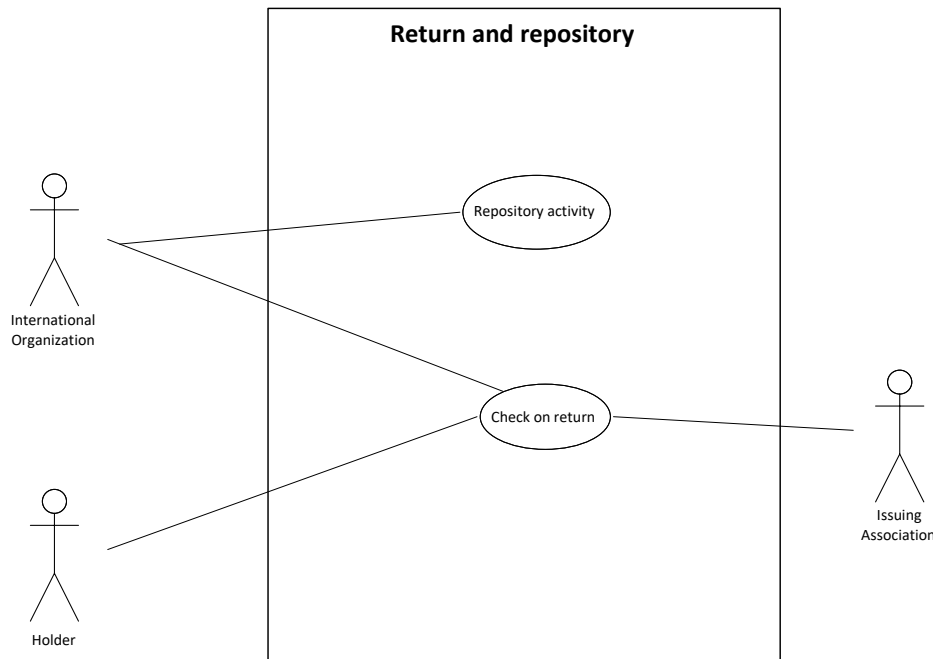 Return and repository
Repository activity
International
Organization
Check on return
Issuing
Association
Holder